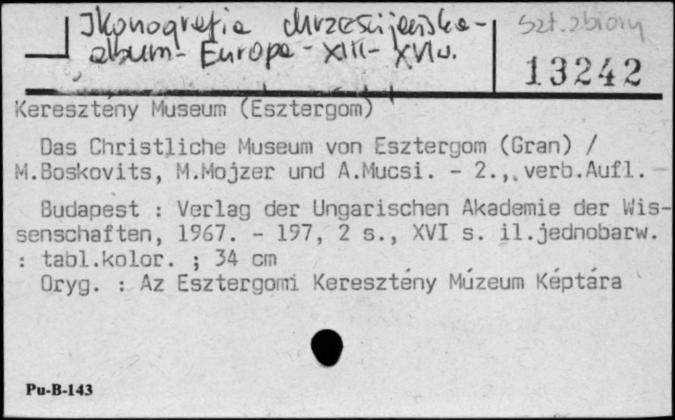 Ikonografia chrześcijańska -
album - Europa - XIII - XVI w.
szt. zbiory
13242
Keresztény Museum (Esztergom)
Das Christliche Museum von Esztergom (Gran) /
M.Boskovits, M.Mojzer und A.Mucsi. - 2., verb.Aufl. -
Budapest : Verlag der Ungarischen Akademie der Wis-
senschaften, 1967. - 197, 2 s., XVI s. il.jednobarw.
: tabl.kolor. ; 34 cm
Oryg. : Az Esztergomi Keresztény Múzeum Képtára
Pu-B-143